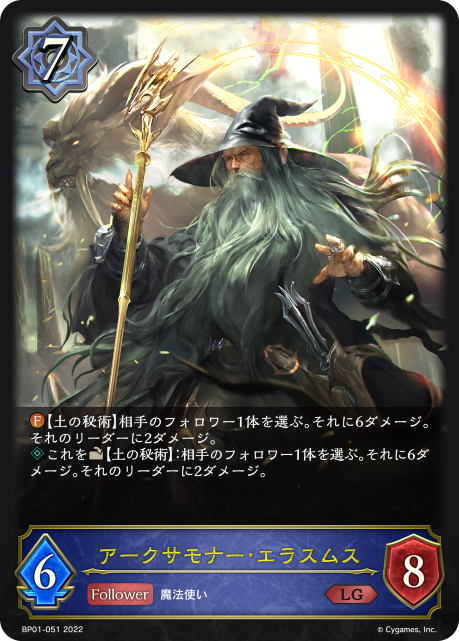 7
F【土の秘術】相手のフォロワー1体を選ぶ。それに6ダメージ。
それのリーダーに2ダメージ。
これを【土の秘術】：相手のフォロワー1体を選ぶ。それに6ダ
メージ。それのリーダーに2ダメージ。
アークサモナー・エラスムス
6
Follower 魔法使い
LG
8
BP01-051 2022
© Cygames, Inc.